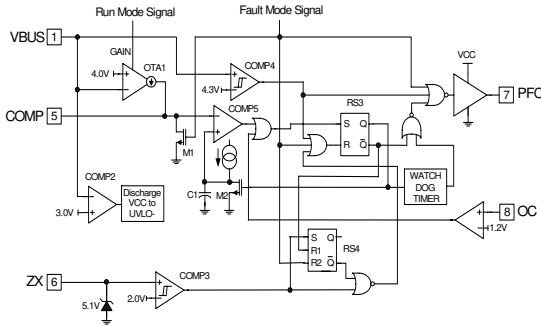 Run Mode Signal
Fault Mode Signal
VBUS 1
GAIN
OTA1
4.0V
COMP4
4.3V
VCC
7 PFC
COMP 5
COMP5
RS3
S Q
R Q
M1
C1
M2
WATCH
DOG
TIMER
COMP2
3.0V
Discharge
VCC to
UVLO-
8 OC
1.2V
RS4
S Q
R1
R2 Q
ZX 6
COMP3
5.1V
2.0V